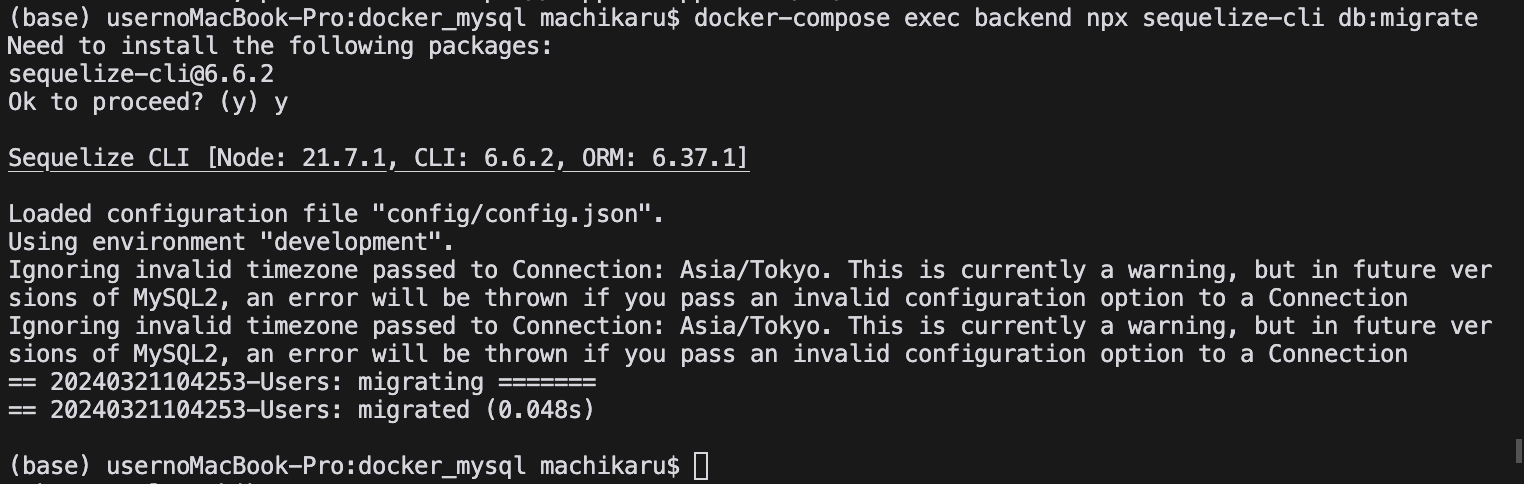 (base) usernoMacBook-Pro:docker_mysql machikaru$ docker-compose exec backend npx sequelize-cli db:migrate
Need to install the following packages:
sequelize-cli@6.6.2
Ok to proceed? (y) y
Sequelize CLI [Node: 21.7.1, CLI: 6.6.2, ORM: 6.37.1]
Loaded configuration file "config/config.json".
Using environment "development".
Ignoring invalid timezone passed to Connection: Asia/Tokyo. This is currently a warning, but in future ver
sions of MySQL2, an error will be thrown if you pass an invalid configuration option to a Connection
Ignoring invalid timezone passed to Connection: Asia/Tokyo. This is currently a warning, but in future ver
sions of MySQL2, an error will be thrown if you pass an invalid configuration option to a Connection
== 20240321104253-Users: migrating =======
== 20240321104253-Users: migrated (0.048s)
(base) usernoMacBook-Pro:docker_mysql machikaru$